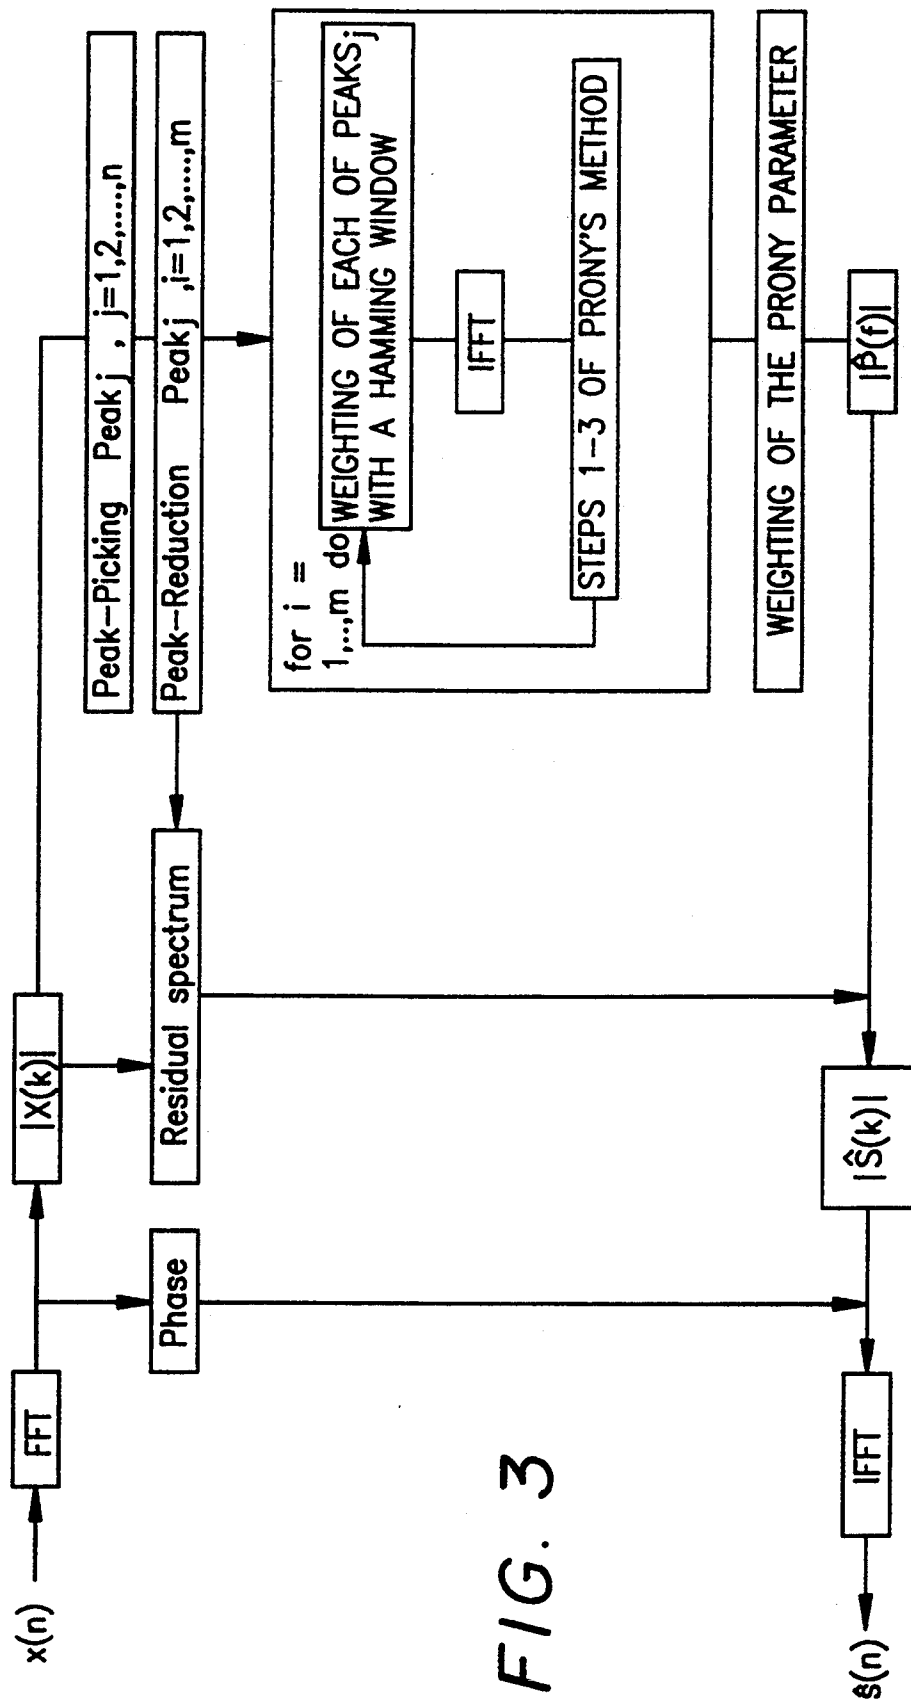 x(n)
FFT
|X(k)|
Phase
Residual spectrum
Peak-Picking Peak j , j=1,2,.....,n
Peak-Reduction Peak j ,i=1,2,.....,m
for i =
1,..,m do
WEIGHTING OF EACH OF PEAKS j
WITH A HAMMING WINDOW
IFFT
STEPS 1-3 OF PRONY'S METHOD
WEIGHTING OF THE PRONY PARAMETER
|P̂(f)|
|Ŝ(k)|
IFFT
ŝ(n)
FIG. 3